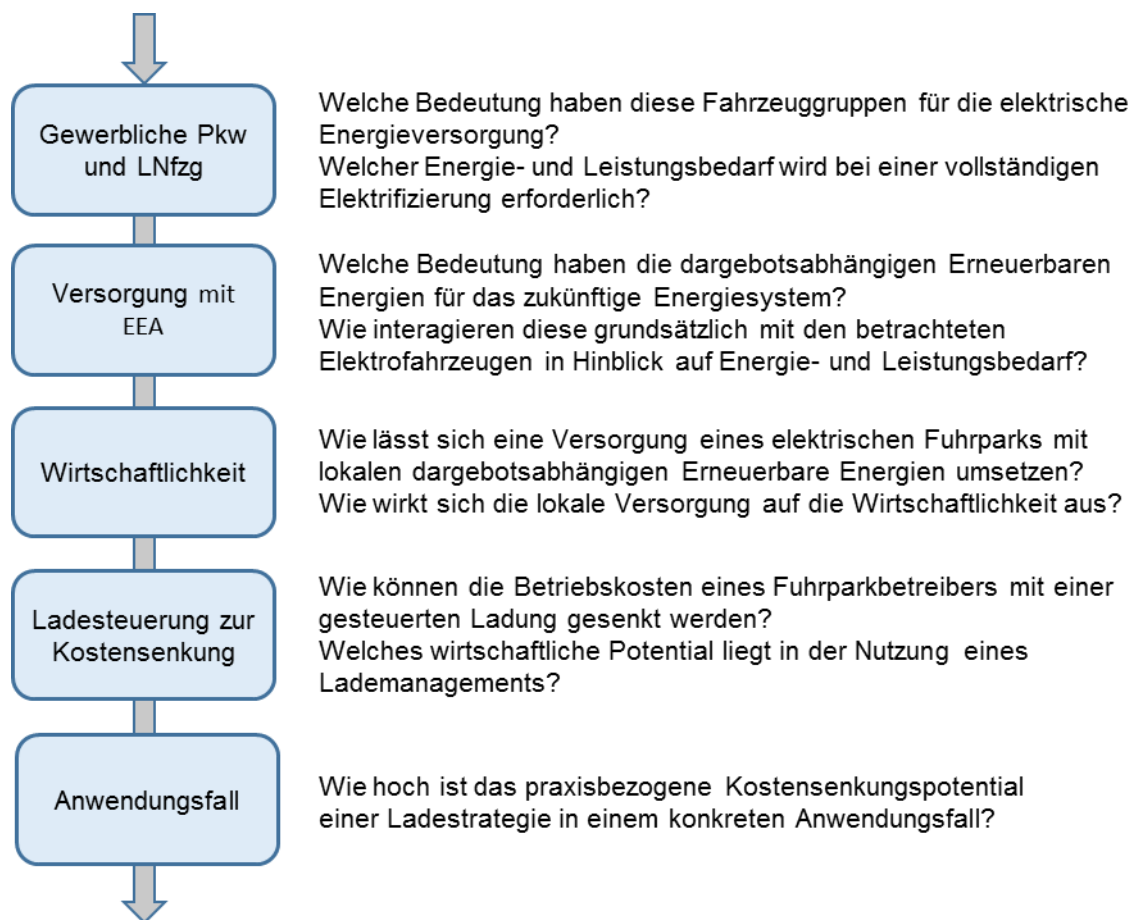 Gewerbliche Pkw
und LNfzg
Welche Bedeutung haben diese Fahrzeuggruppen für die elektrische
Energieversorgung?
Welcher Energie- und Leistungsbedarf wird bei einer vollständigen
Elektrifizierung erforderlich?
Versorgung mit
EEA
Welche Bedeutung haben die dargebotsabhängigen Erneuerbaren
Energien für das zukünftige Energiesystem?
Wie interagieren diese grundsätzlich mit den betrachteten
Elektrofahrzeugen in Hinblick auf Energie- und Leistungsbedarf?
Wirtschaftlichkeit
Wie lässt sich eine Versorgung eines elektrischen Fuhrparks mit
lokalen dargebotsabhängigen Erneuerbare Energien umsetzen?
Wie wirkt sich die lokale Versorgung auf die Wirtschaftlichkeit aus?
Ladesteuerung zur
Kostensenkung
Wie können die Betriebskosten eines Fuhrparkbetreibers mit einer
gesteuerten Ladung gesenkt werden?
Welches wirtschaftliche Potential liegt in der Nutzung eines
Lademanagements?
Anwendungsfall
Wie hoch ist das praxisbezogene Kostensenkungspotential
einer Ladestrategie in einem konkreten Anwendungsfall?